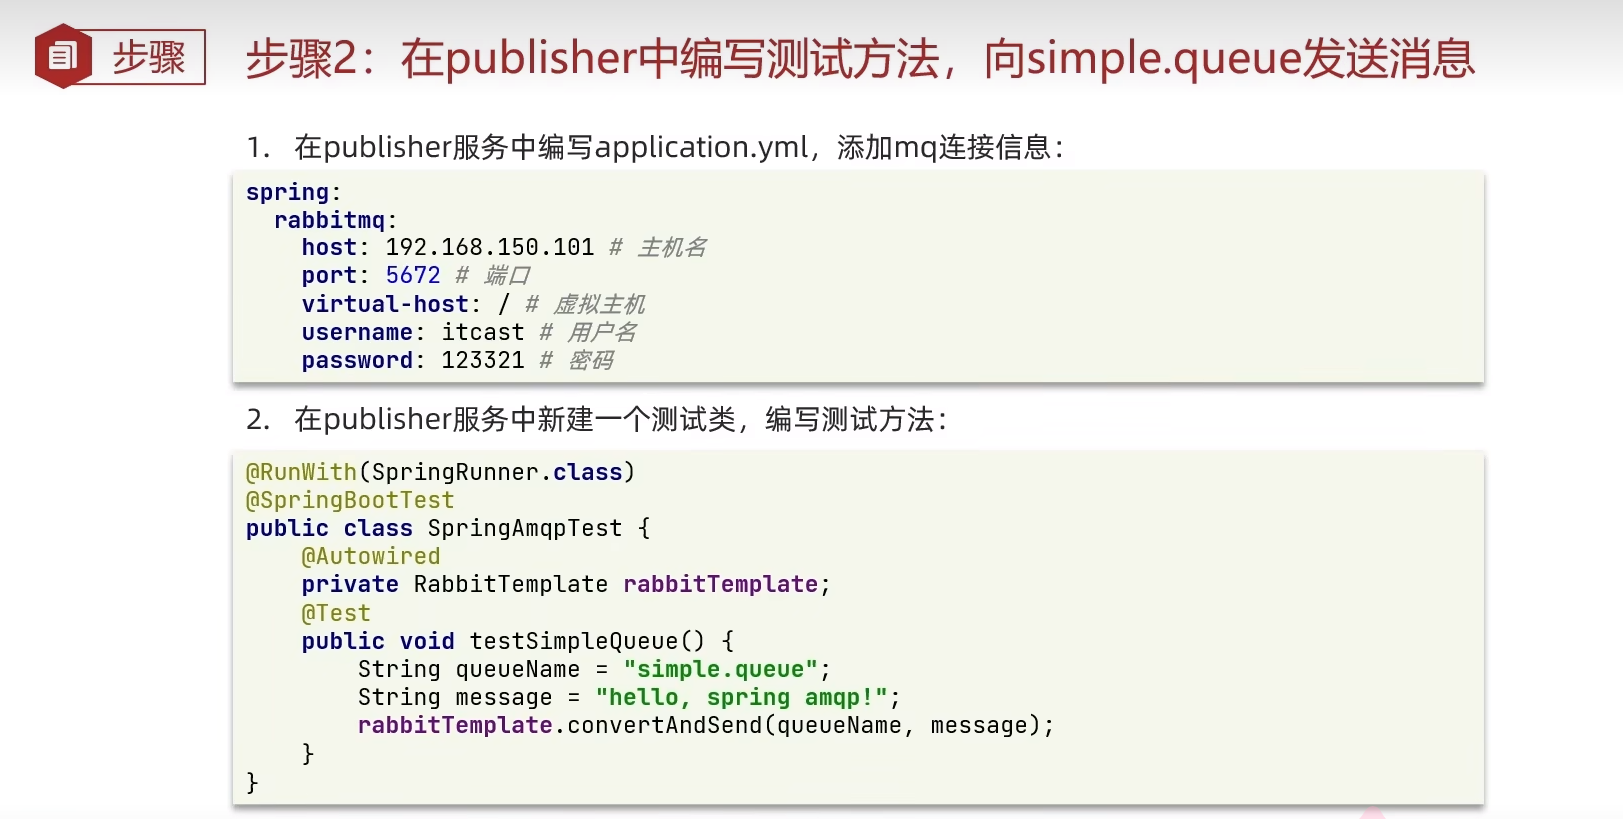 步骤
步骤2：在publisher中编写测试方法，向simple.queue发送消息
1. 在publisher服务中编写application.yml，添加mq连接信息：
spring:
  rabbitmq:
    host: 192.168.150.101 # 主机名
    port: 5672 # 端口
    virtual-host: / # 虚拟主机
    username: itcast # 用户名
    password: 123321 # 密码
2. 在publisher服务中新建一个测试类，编写测试方法：
@RunWith(SpringRunner.class)
@SpringBootTest
public class SpringAmqpTest {
    @Autowired
    private RabbitTemplate rabbitTemplate;
    @Test
    public void testSimpleQueue() {
        String queueName = "simple.queue";
        String message = "hello, spring amqp!";
        rabbitTemplate.convertAndSend(queueName, message);
    }
}